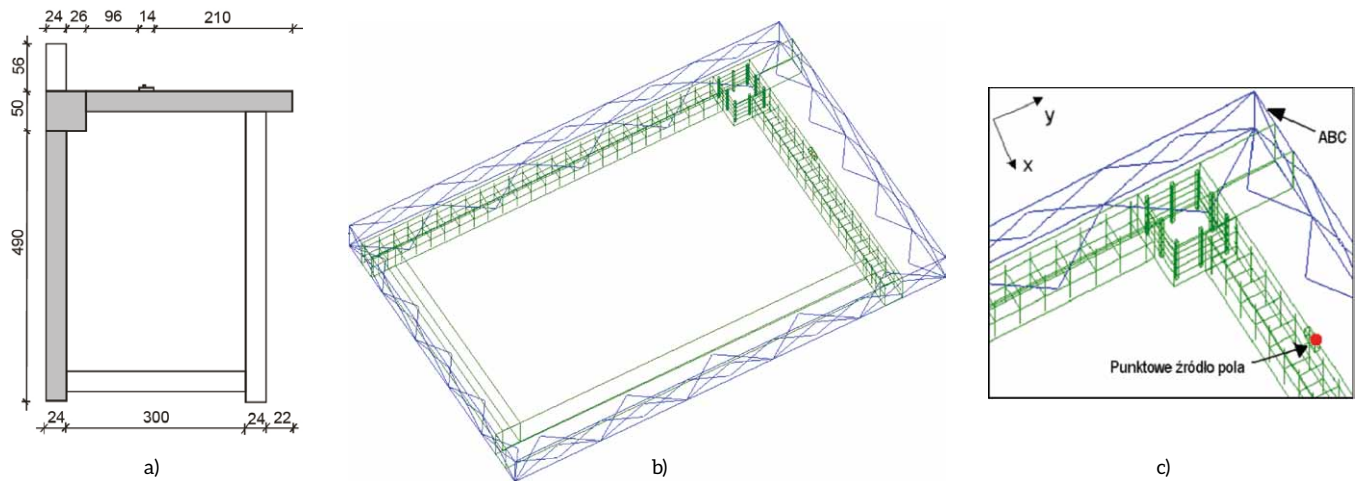 24 26 96 14 210
56
50
490
24 300 24 22
y
x
ABC
Punktowe źródło pola
a) b) c)